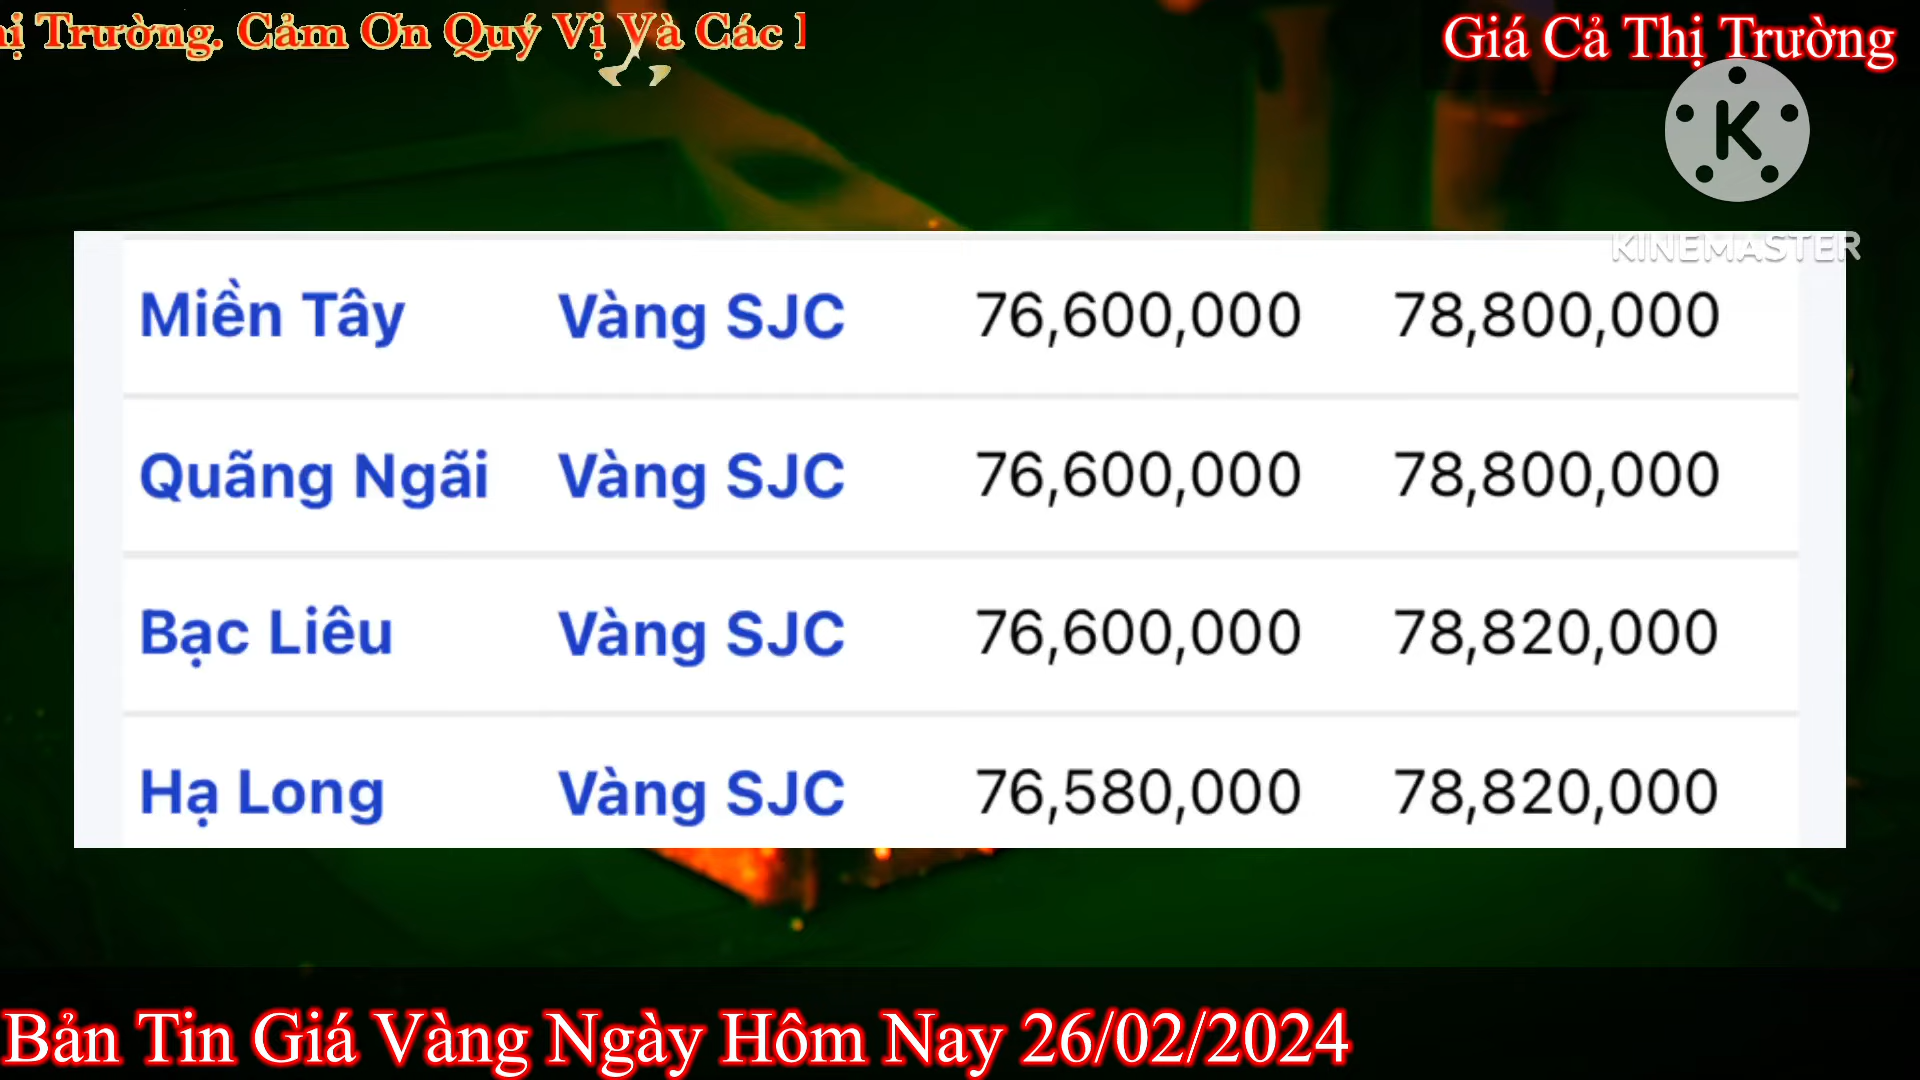 Trường. Cảm Ơn Quý Vị Và Các
Giá Cả Thị Trường
K
KINEMASTER
Miền Tây Vàng SJC 76,600,000 78,800,000
Quãng Ngãi Vàng SJC 76,600,000 78,800,000
Bạc Liêu Vàng SJC 76,600,000 78,820,000
Hạ Long Vàng SJC 76,580,000 78,820,000
Bản Tin Giá Vàng Ngày Hôm Nay 26/02/2024